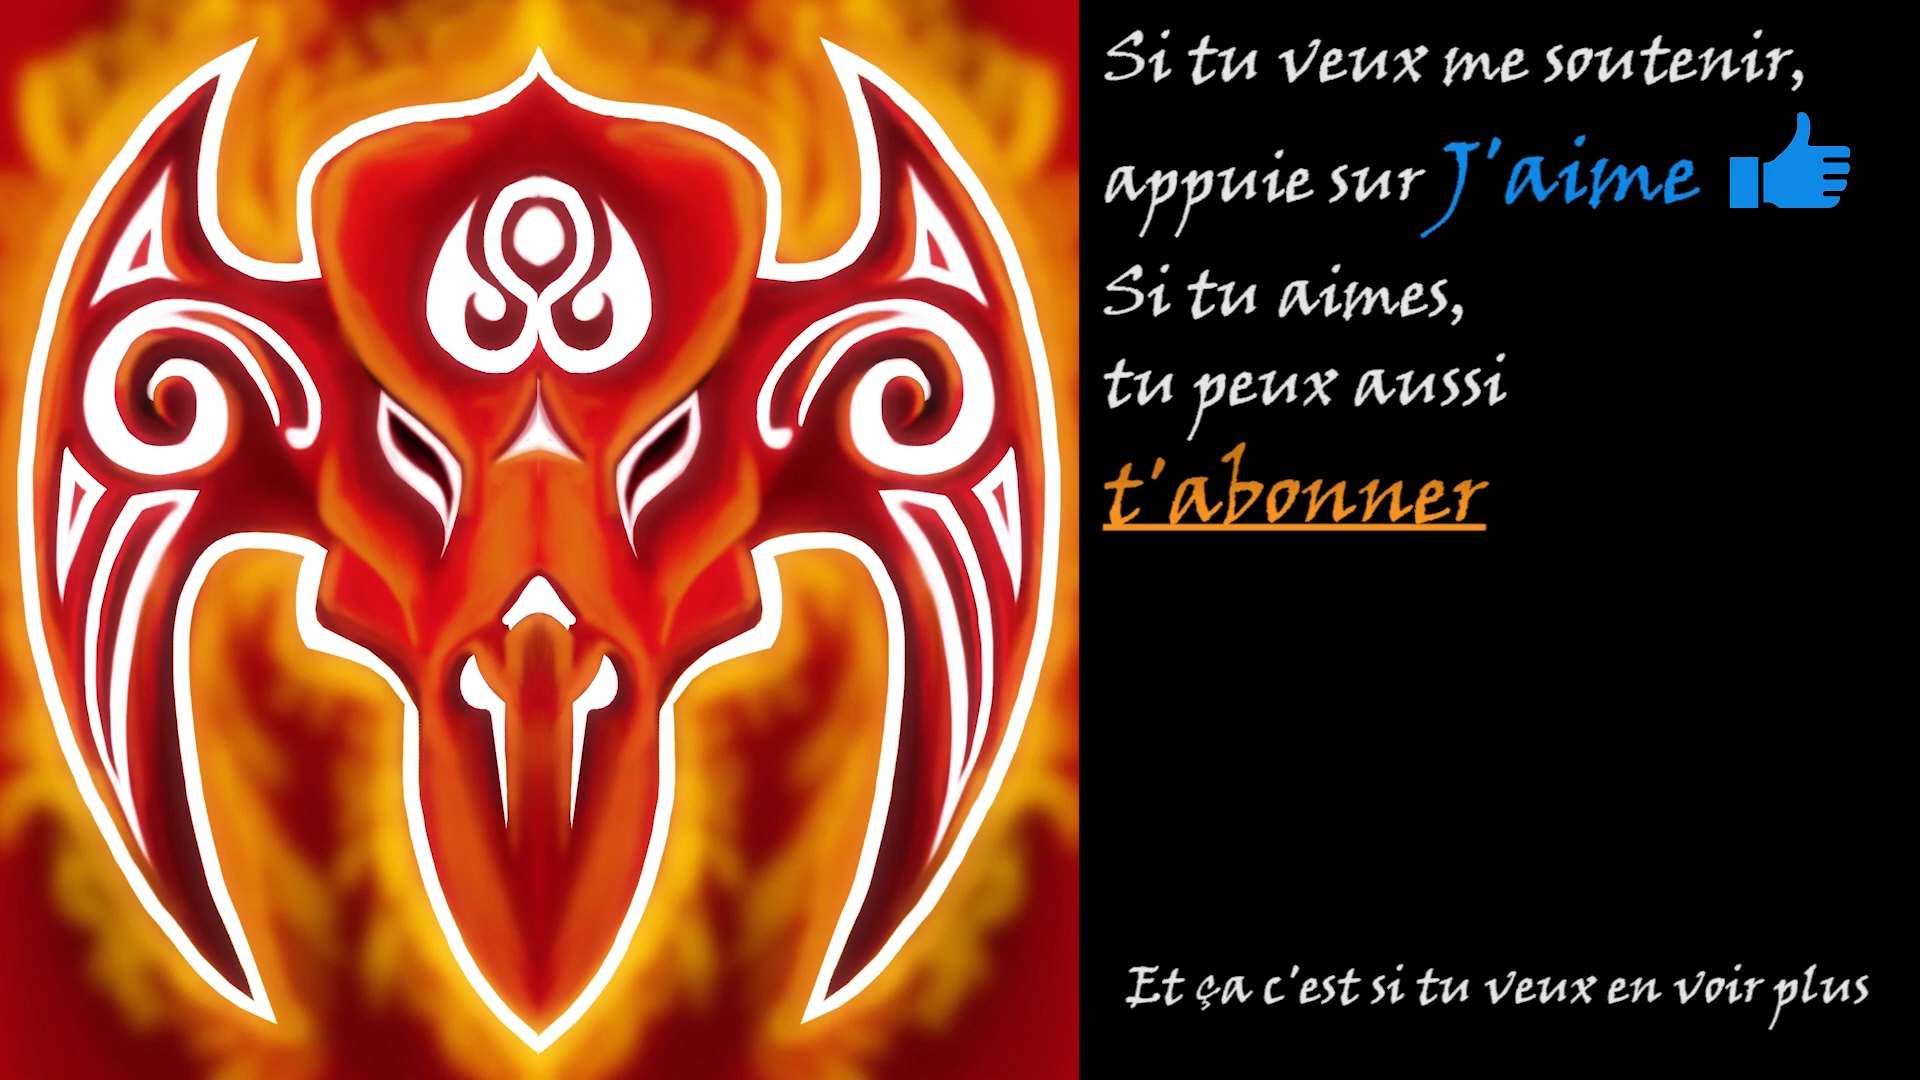 Si tu veux me soutenir,
appuie sur J'aime
Si tu aimes,
tu peux aussi
t'abonner
Et ça c'est si tu veux en voir plus